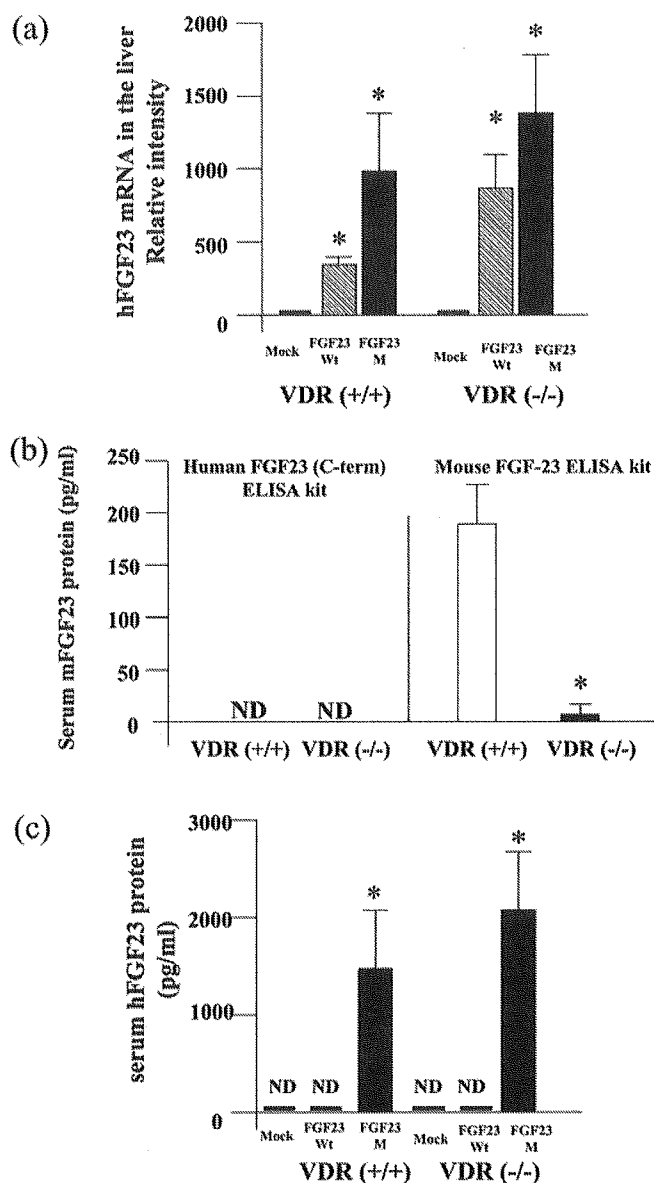 (a)
hFGF23 mRNA in the liver
Relative intensity
2000
1500
1000
500
0
*
*
*
*
Mock
FGF23
Wt
FGF23
M
Mock
FGF23
Wt
FGF23
M
VDR (+/+)
VDR (-/-)
(b)
Serum mFGF23 protein (pg/ml)
250
200
150
100
50
0
Human FGF23 (C-term)
ELISA kit
Mouse FGF-23 ELISA kit
ND
ND
*
VDR (+/+)
VDR (-/-)
VDR (+/+)
VDR (-/-)
(c)
serum hFGF23 protein
(pg/ml)
3000
2000
1000
0
*
*
ND
ND
ND
ND
Mock
FGF23
Wt
FGF23
M
Mock
FGF23
Wt
FGF23
M
VDR (+/+)
VDR (-/-)